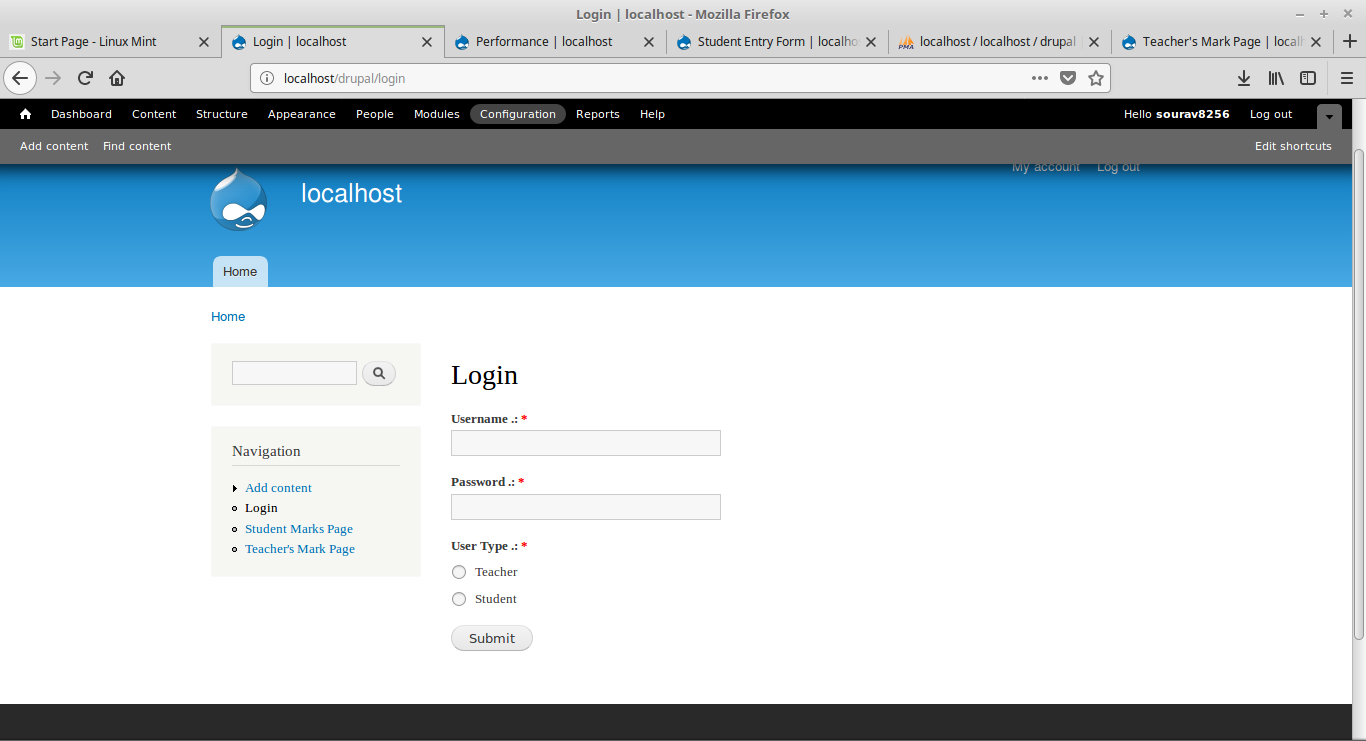 Login | localhost - Mozilla Firefox
Start Page - Linux Mint
Login | localhost
Performance | localhost
Student Entry Form | localho
PMA localhost / localhost / drupal
Teacher's Mark Page | local
localhost/drupal/login
Dashboard Content Structure Appearance People Modules Configuration Reports Help Hello sourav8256 Log out
Add content Find content Edit shortcuts
My account Log out
localhost
Home
Home
Login
Username .: *
Password .: *
User Type .: *
Teacher
Student
Submit
Navigation
Add content
Login
Student Marks Page
Teacher's Mark Page